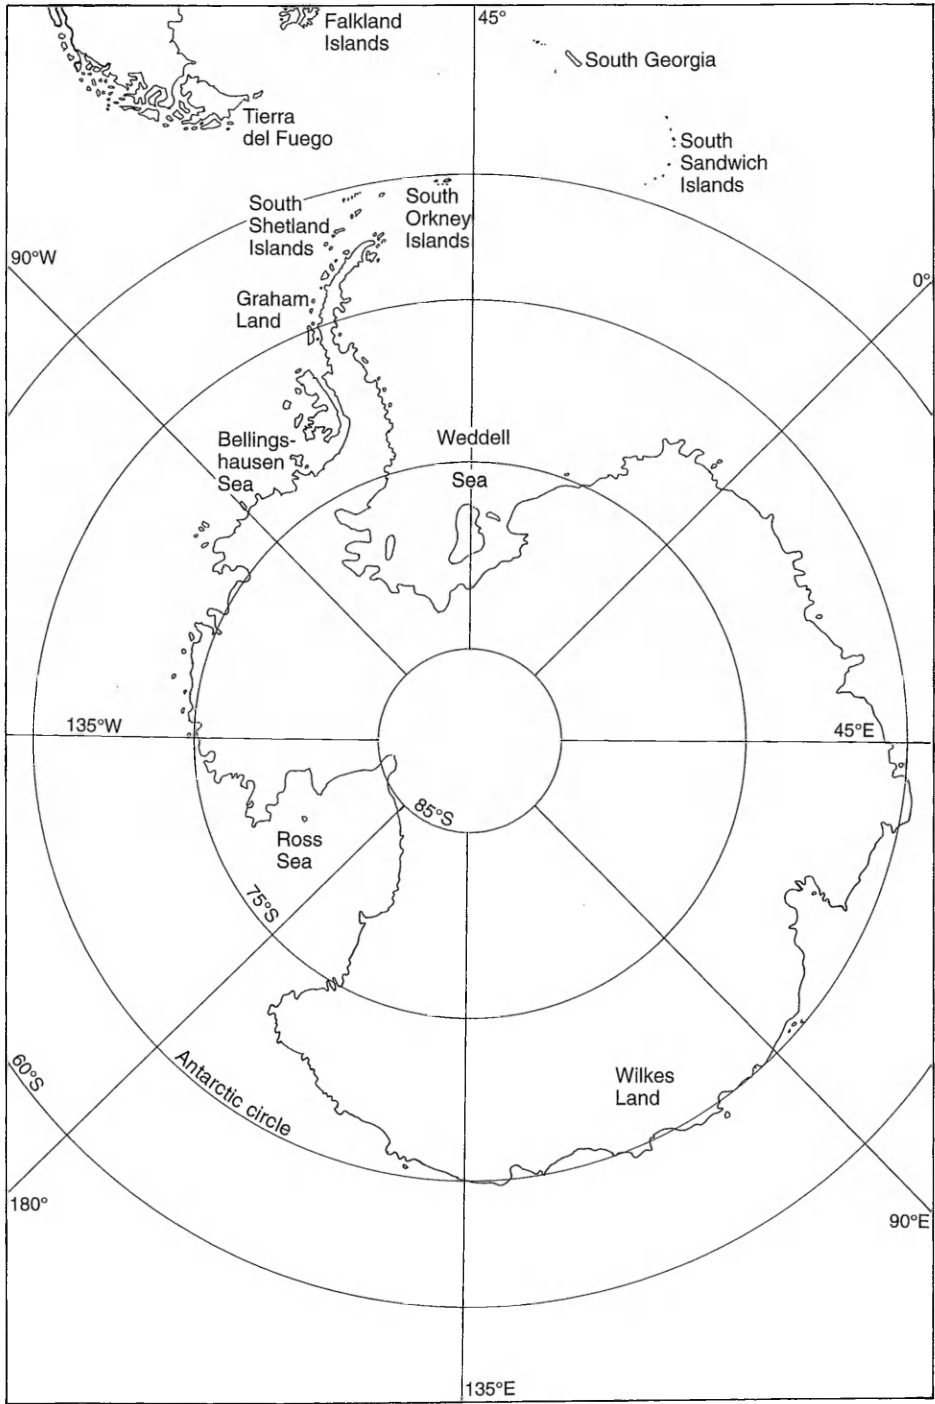 Falkland
Islands
45°
South Georgia
Tierra
del Fuego
South
Sandwich
Islands
South
Shetland
Islands
South
Orkney
Islands
90°W
0°
Graham
Land
Bellings-
hausen
Sea
Weddell
Sea
135°W
45°E
85°S
Ross
Sea
75°S
Wilkes
Land
60°S
Antarctic circle
180°
90°E
135°E